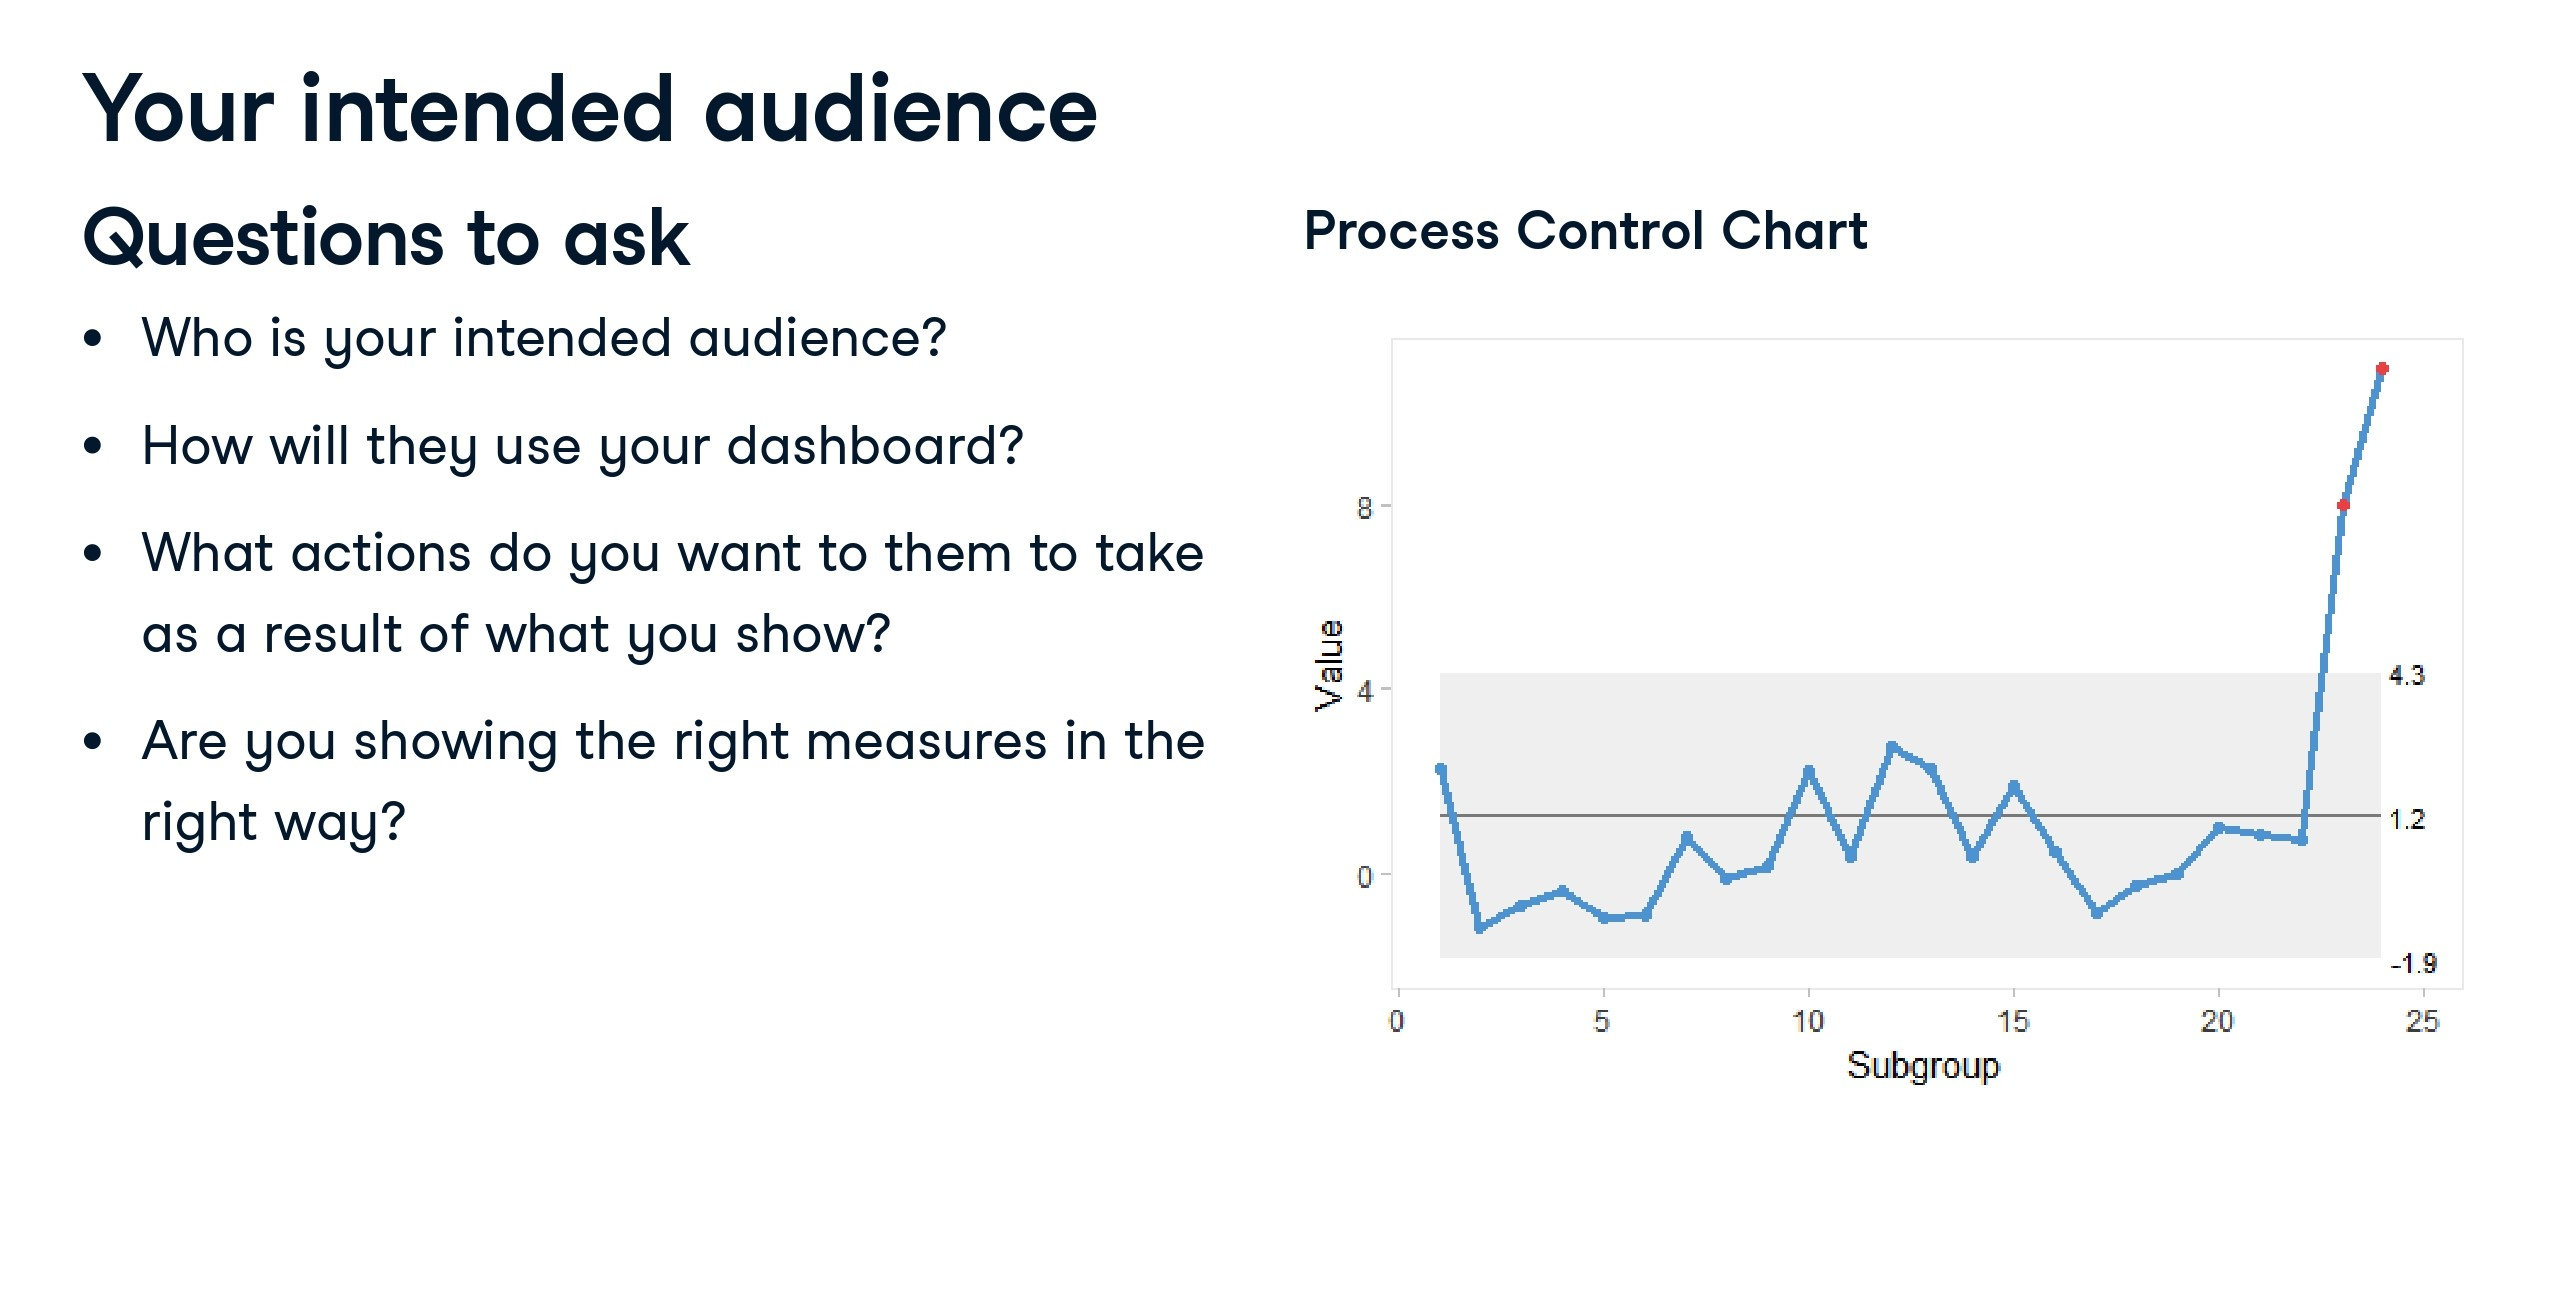 Your intended audience
Questions to ask
• Who is your intended audience?
• How will they use your dashboard?
• What actions do you want to them to take
as a result of what you show?
• Are you showing the right measures in the
right way?
Process Control Chart
Value
8
4
0
4.3
1.2
-1.9
0 5 10 15 20 25
Subgroup